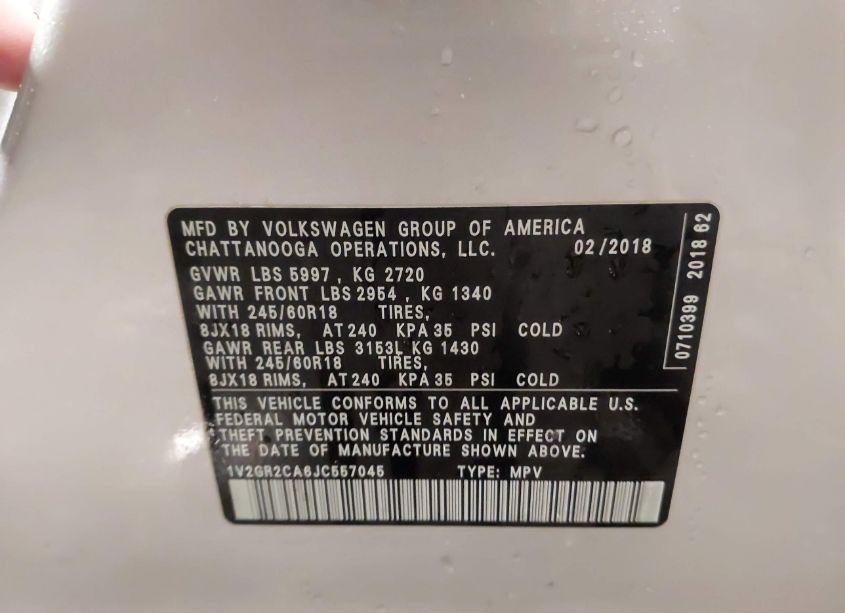 MFD BY VOLKSWAGEN GROUP OF AMERICA
CHATTANOOGA OPERATIONS, LLC. 02/2018
GVWR LBS 5997 , KG 2720
GAWR FRONT LBS 2954 , KG 1340
WITH 245/60R18 TIRES,
8JX18 RIMS, AT 240 KPA 35 PSI COLD
GAWR REAR LBS 3153L KG 1430
WITH 245/60R18 TIRES,
8JX18 RIMS, AT 240 KPA 35 PSI COLD
THIS VEHICLE CONFORMS TO ALL APPLICABLE U.S.
FEDERAL MOTOR VEHICLE SAFETY AND
THEFT PREVENTION STANDARDS IN EFFECT ON
THE DATE OF MANUFACTURE SHOWN ABOVE.
1V2GR2CA6JC557045 TYPE: MPV
0710399 2018 62